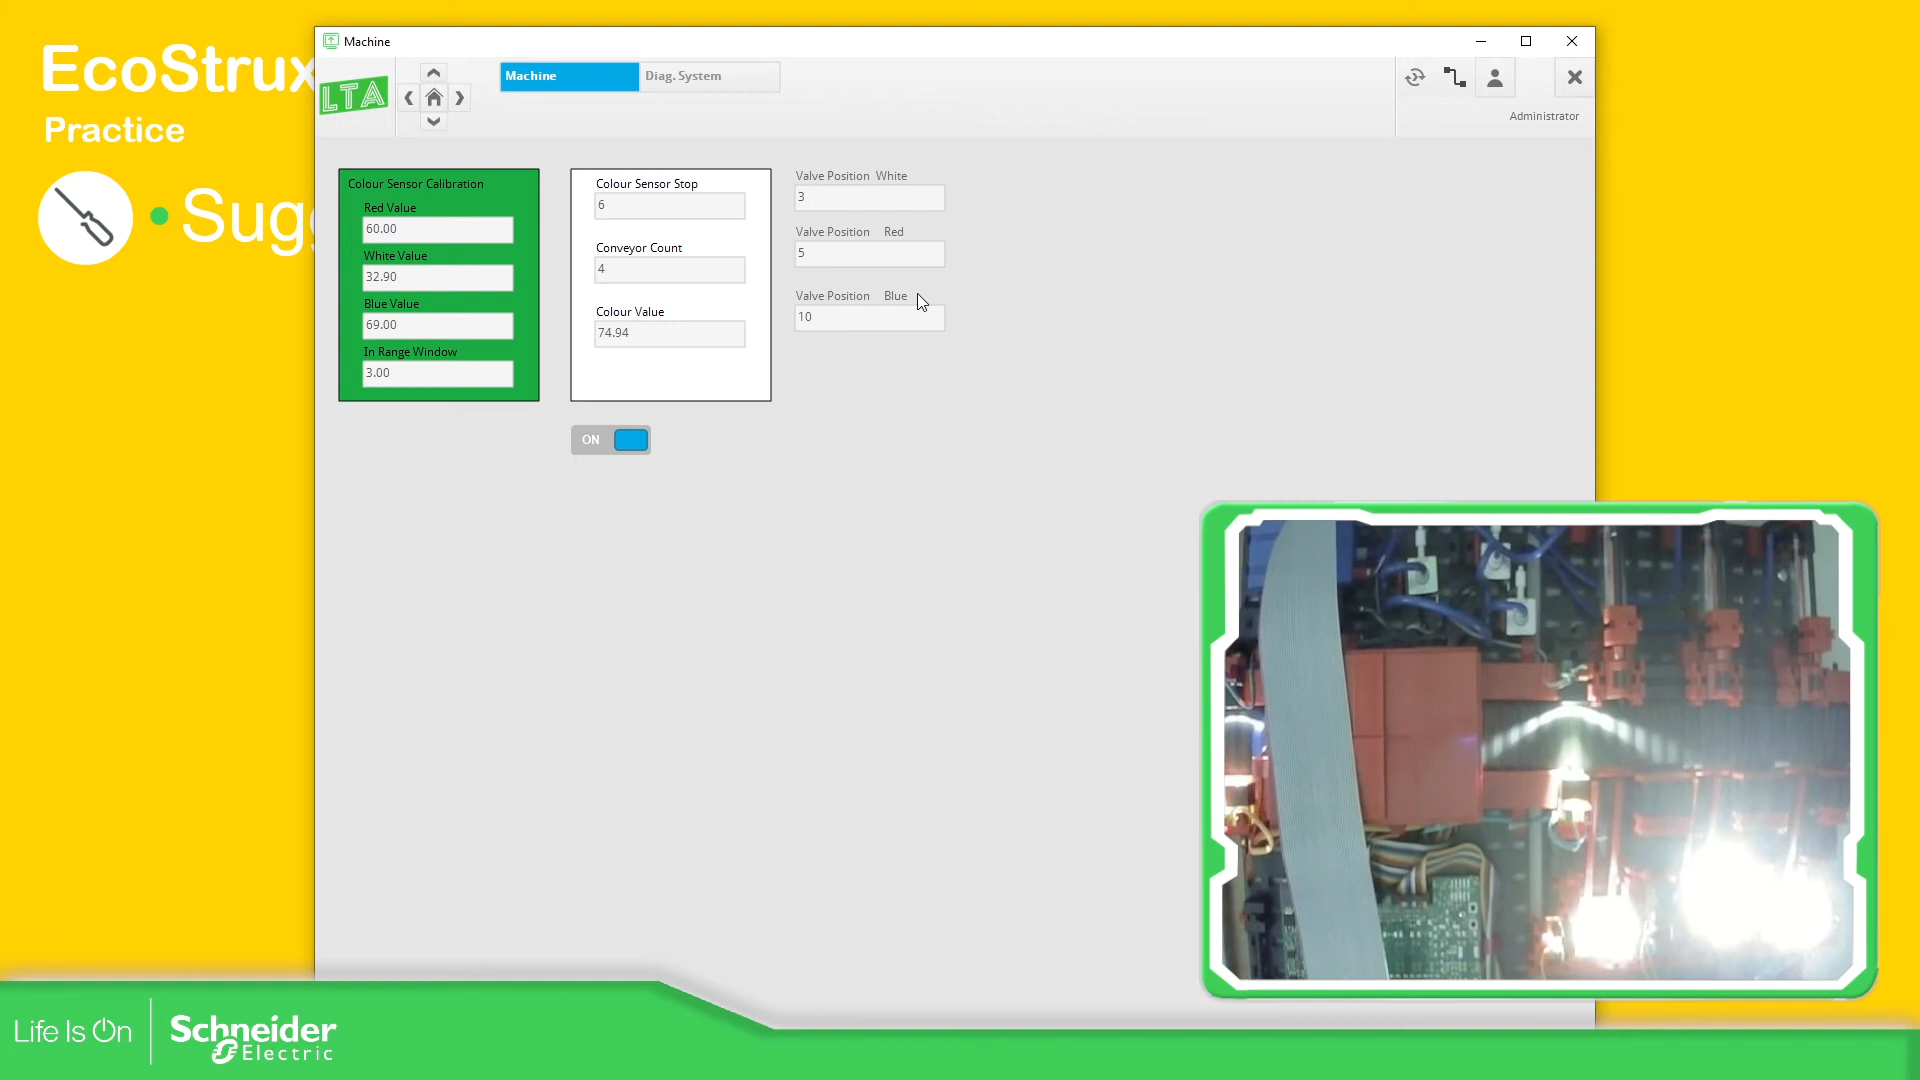 EcoStrux
Practice
• Sugg
Machine
LTA
Machine
Diag. System
Administrator
Colour Sensor Calibration
Red Value
60.00
White Value
32.90
Blue Value
69.00
In Range Window
3.00
Colour Sensor Stop
6
Conveyor Count
4
Colour Value
74.94
ON
Valve Position White
3
Valve Position Red
5
Valve Position Blue
10
Life Is On
Schneider
Electric